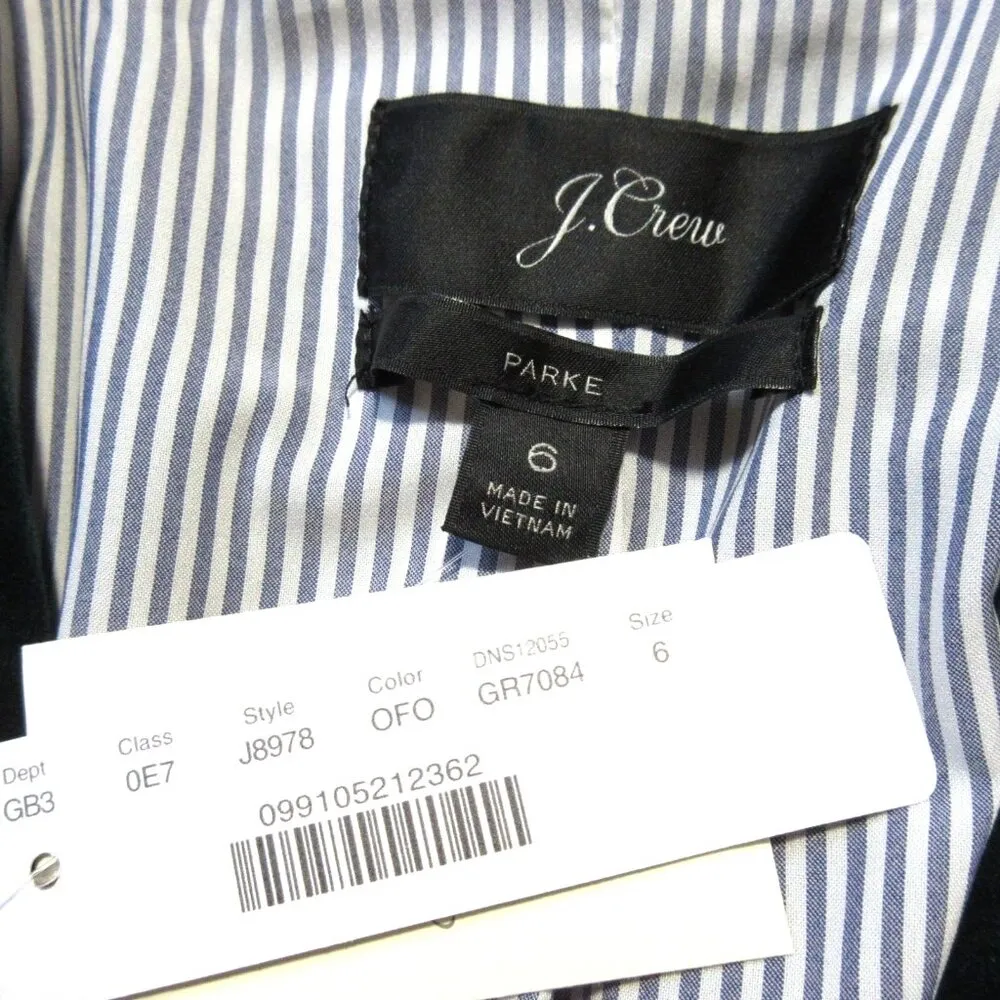 J.Crew
PARKE
6
MADE IN
VIETNAM
Dept Class Style Color DNS12055 Size
GB3 0E7 J8978 OFO GR7084 6
099105212362